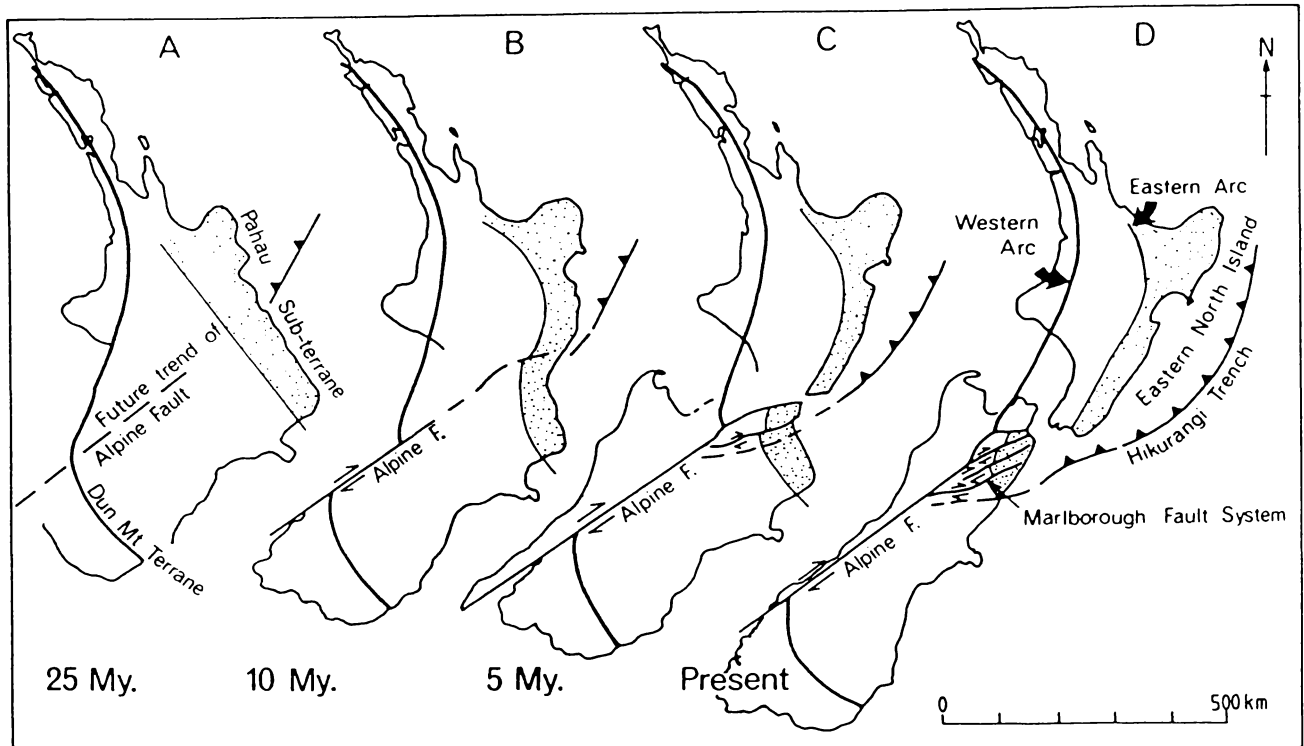 A
B
C
D
N
Pahau
Sub-terrane
Future trend of
Alpine Fault
Dun Mt Terrane
Alpine F.
Alpine F.
Alpine F.
Western
Arc
Eastern Arc
Eastern North Island
Hikurangi Trench
Marlborough Fault System
25 My.
10 My.
5 My.
Present
0
500km